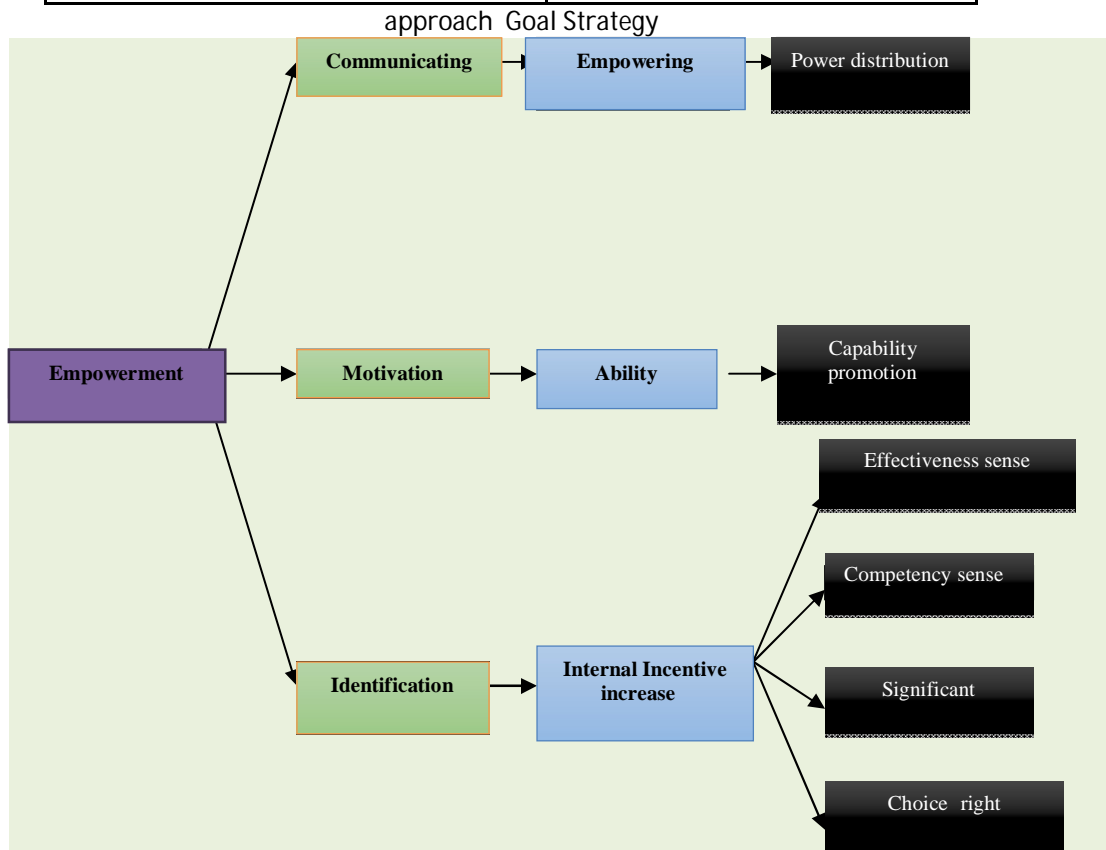 approach Goal Strategy
Communicating
Empowering
Power distribution
Empowerment
Motivation
Ability
Capability
promotion
Effectiveness sense
Competency sense
Identification
Internal Incentive
increase
Significant
Choice right